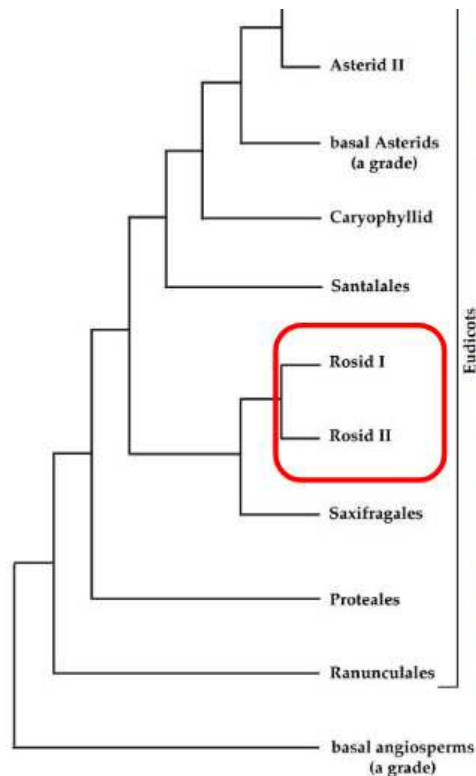 Asterid II
basal Asterids
(a grade)
Caryophyllid
Santalales
Rosid I
Rosid II
Saxifragales
Proteales
Ranunculales
basal angiosperms
(a grade)
Eudicots